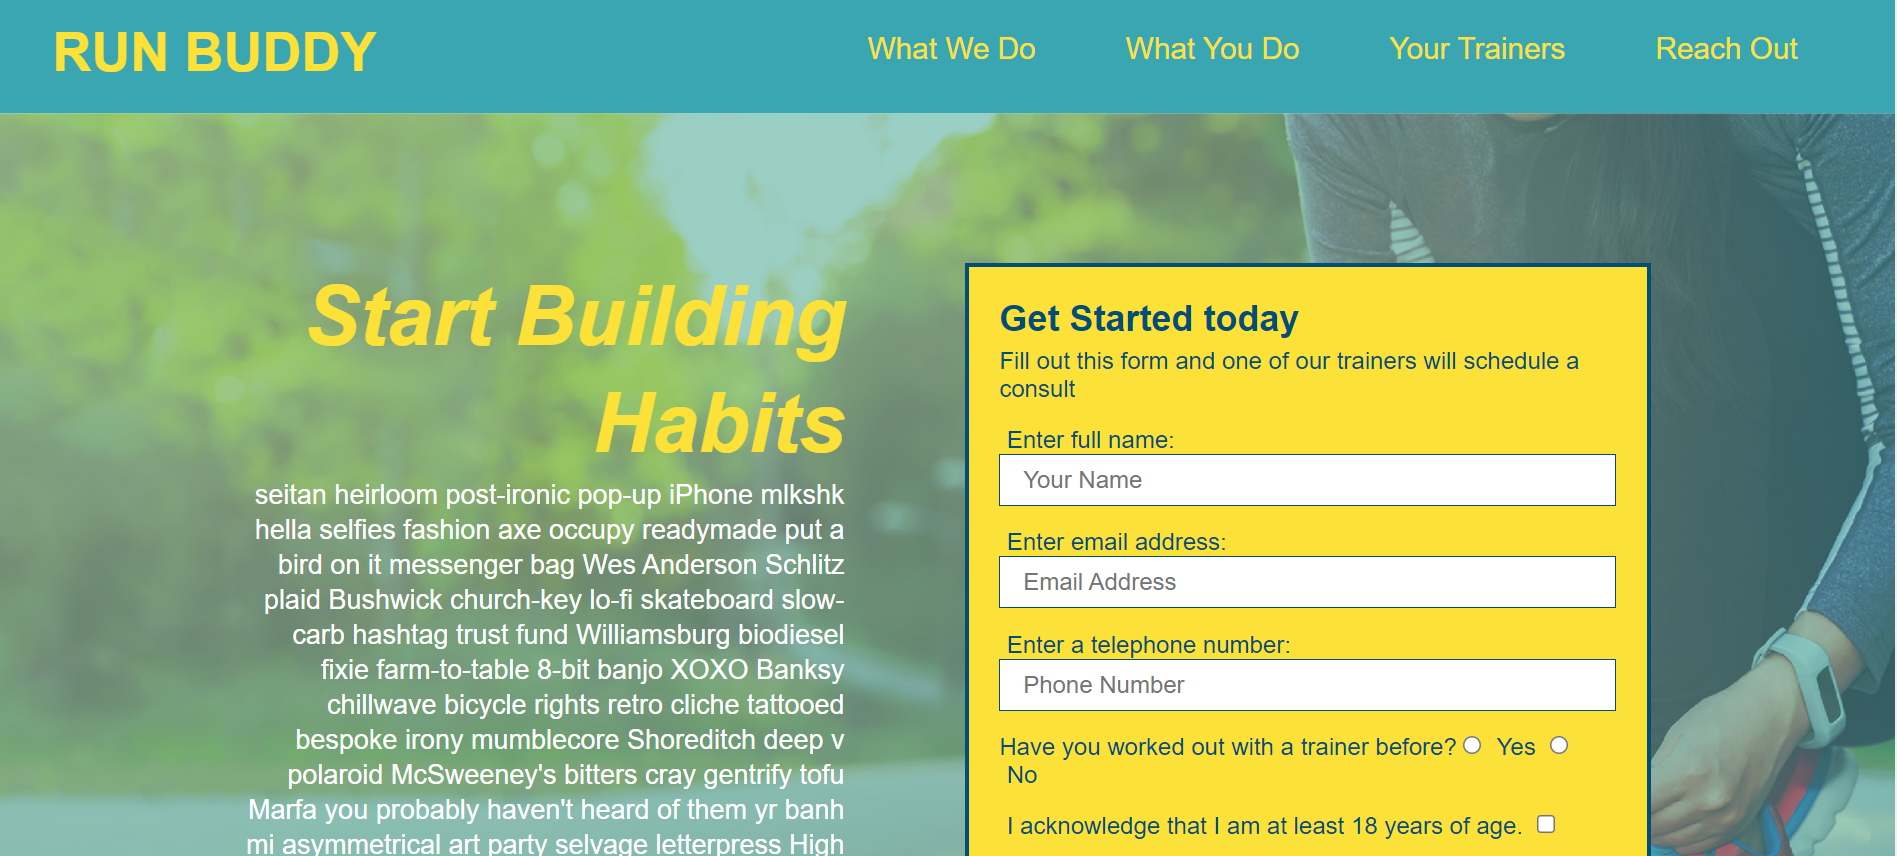 RUN BUDDY
What We Do
What You Do
Your Trainers
Reach Out
Start Building
Habits
seitan heirloom post-ironic pop-up iPhone mlkshk
hella selfies fashion axe occupy readymade put a
bird on it messenger bag Wes Anderson Schlitz
plaid Bushwick church-key lo-fi skateboard slow-
carb hashtag trust fund Williamsburg biodiesel
fixie farm-to-table 8-bit banjo XOXO Banksy
chillwave bicycle rights retro cliche tattooed
bespoke irony mumblecore Shoreditch deep v
polaroid McSweeney's bitters cray gentrify tofu
Marfa you probably haven't heard of them yr banh
mi asymmetrical art party selvage letterpress High
Get Started today
Fill out this form and one of our trainers will schedule a
consult
Enter full name:
Your Name
Enter email address:
Email Address
Enter a telephone number:
Phone Number
Have you worked out with a trainer before? Yes
No
I acknowledge that I am at least 18 years of age.